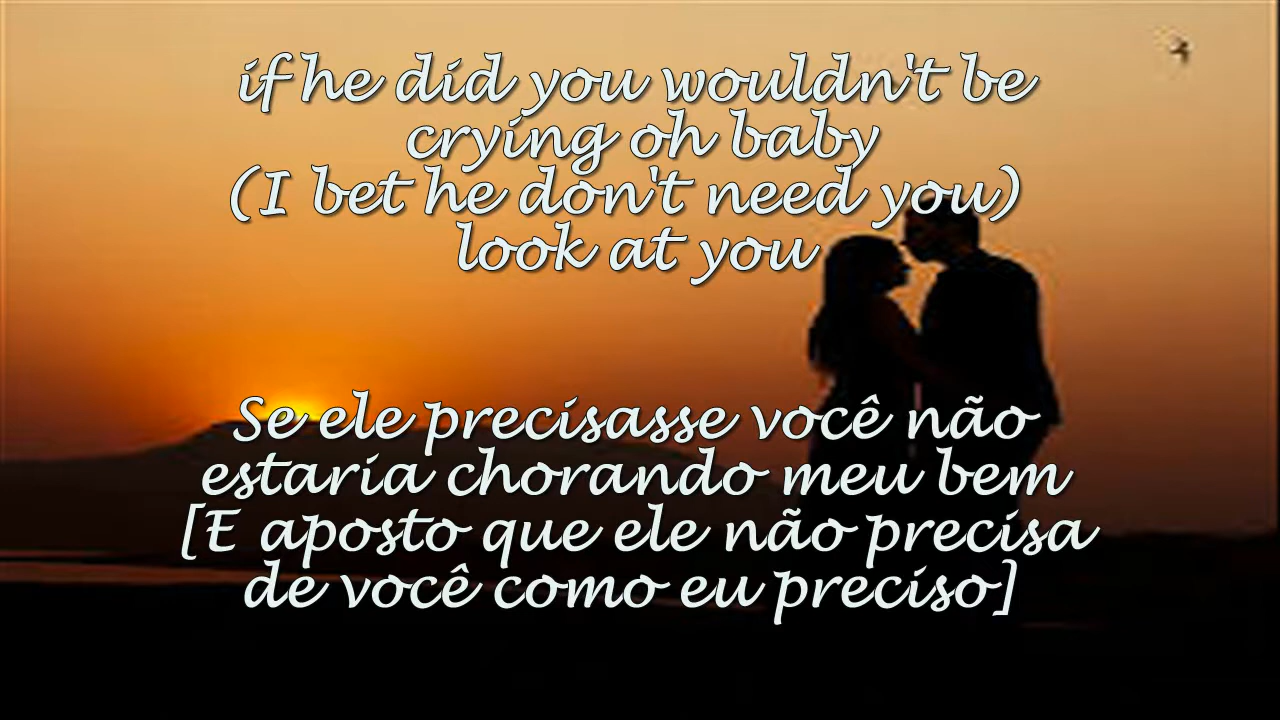 if he did you wouldn't be
crying oh baby
(I bet he don't need you)
look at you
Se ele precisasse você não
estaria chorando meu bem
[E aposto que ele não precisa
de você como eu preciso]